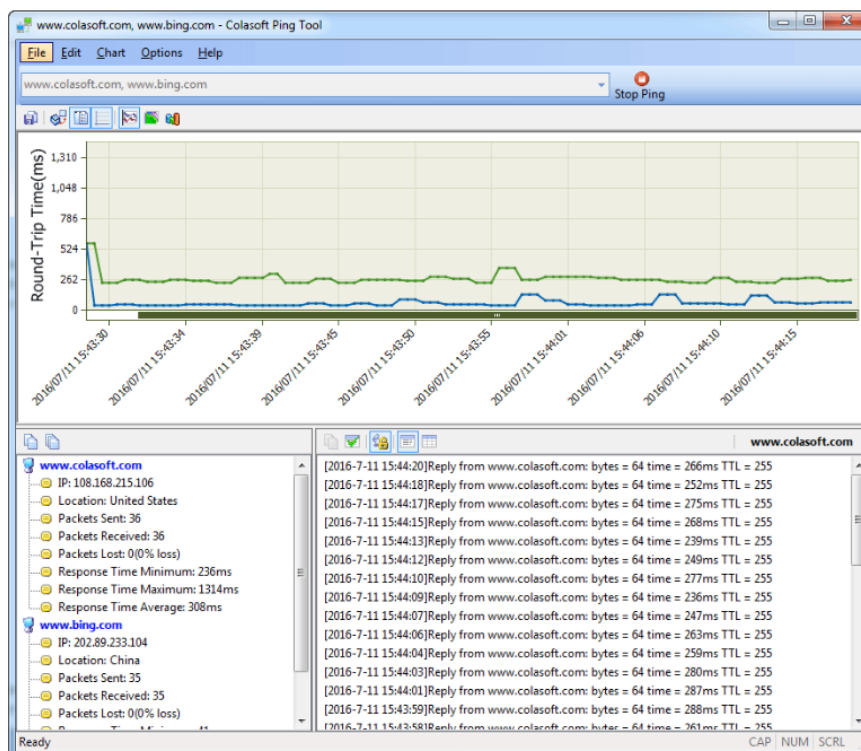 www.colasoft.com, www.bing.com - Colasoft Ping Tool
File Edit Chart Options Help
www.colasoft.com, www.bing.com
Stop Ping
Round-Trip Time(ms)
1,310
1,048
786
524
262
0
2016/07/11 15:43:30
2016/07/11 15:43:34
2016/07/11 15:43:39
2016/07/11 15:43:45
2016/07/11 15:43:50
2016/07/11 15:43:55
2016/07/11 15:44:01
2016/07/11 15:44:06
2016/07/11 15:44:10
2016/07/11 15:44:15
www.colasoft.com
IP: 108.168.215.106
Location: United States
Packets Sent: 36
Packets Received: 36
Packets Lost: 0(0% loss)
Response Time Minimum: 236ms
Response Time Maximum: 1314ms
Response Time Average: 308ms
www.bing.com
IP: 202.89.233.104
Location: China
Packets Sent: 35
Packets Received: 35
Packets Lost: 0(0% loss)
www.colasoft.com
[2016-7-11 15:44:20]Reply from www.colasoft.com: bytes = 64 time = 266ms TTL = 255
[2016-7-11 15:44:18]Reply from www.colasoft.com: bytes = 64 time = 252ms TTL = 255
[2016-7-11 15:44:17]Reply from www.colasoft.com: bytes = 64 time = 275ms TTL = 255
[2016-7-11 15:44:15]Reply from www.colasoft.com: bytes = 64 time = 268ms TTL = 255
[2016-7-11 15:44:13]Reply from www.colasoft.com: bytes = 64 time = 239ms TTL = 255
[2016-7-11 15:44:12]Reply from www.colasoft.com: bytes = 64 time = 249ms TTL = 255
[2016-7-11 15:44:10]Reply from www.colasoft.com: bytes = 64 time = 277ms TTL = 255
[2016-7-11 15:44:09]Reply from www.colasoft.com: bytes = 64 time = 236ms TTL = 255
[2016-7-11 15:44:07]Reply from www.colasoft.com: bytes = 64 time = 247ms TTL = 255
[2016-7-11 15:44:06]Reply from www.colasoft.com: bytes = 64 time = 263ms TTL = 255
[2016-7-11 15:44:04]Reply from www.colasoft.com: bytes = 64 time = 259ms TTL = 255
[2016-7-11 15:44:03]Reply from www.colasoft.com: bytes = 64 time = 280ms TTL = 255
[2016-7-11 15:44:01]Reply from www.colasoft.com: bytes = 64 time = 287ms TTL = 255
[2016-7-11 15:43:59]Reply from www.colasoft.com: bytes = 64 time = 288ms TTL = 255
[2016-7-11 15:43:58]Reply from www.colasoft.com: bytes = 64 time = 261ms TTL = 255
Ready
CAP NUM SCRL